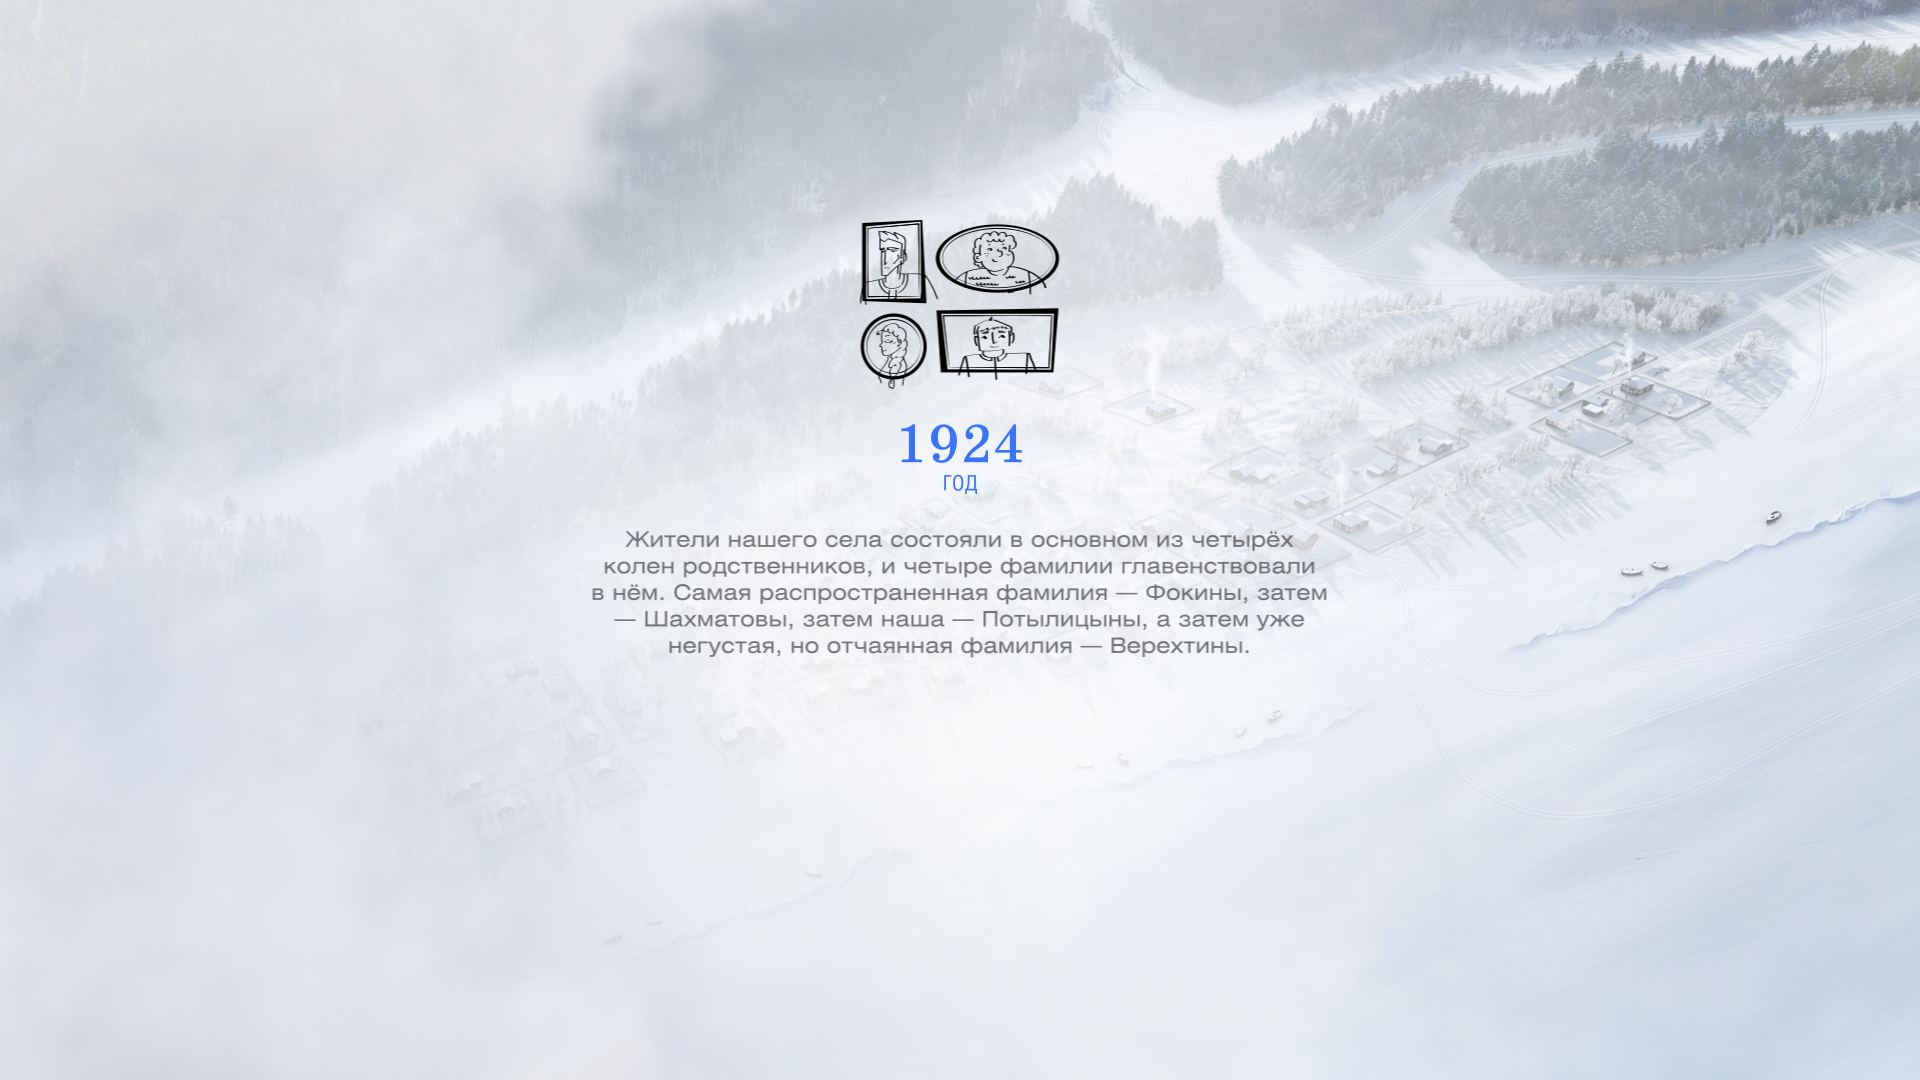 1924
ГОД
Жители нашего села состояли в основном из четырёх
колен родственников, и четыре фамилии главенствовали
в нём. Самая распространенная фамилия — Фокины, затем
— Шахматовы, затем наша — Потылицыны, а затем уже
негустая, но отчаянная фамилия — Верехтины.